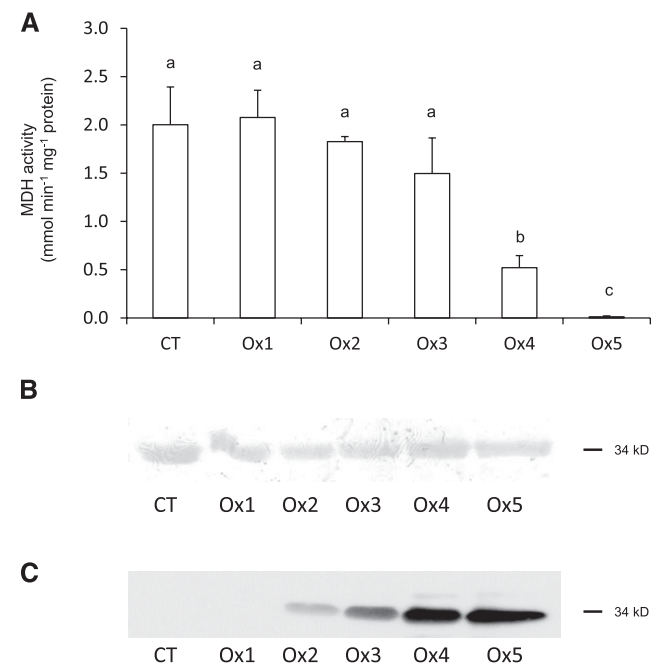 A
3.0
2.5
2.0
1.5
1.0
0.5
0.0
MDH activity
(mmol min⁻¹ mg⁻¹ protein)
a
a
a
a
b
c
CT Ox1 Ox2 Ox3 Ox4 Ox5
B
34 kD
CT Ox1 Ox2 Ox3 Ox4 Ox5
C
34 kD
CT Ox1 Ox2 Ox3 Ox4 Ox5